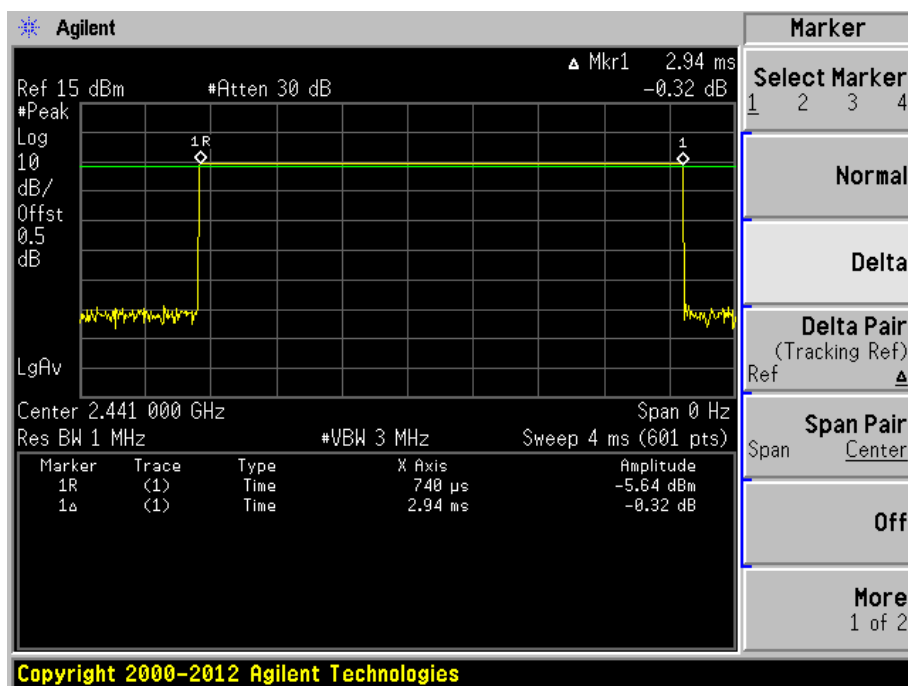 Agilent
Marker
Δ Mkr1 2.94 ms
Ref 15 dBm #Atten 30 dB -0.32 dB
Select Marker
1 2 3 4
#Peak
Log
10
dB/
Offst
0.5
dB
1R
1
Normal
Delta
Delta Pair
(Tracking Ref)
Ref Δ
LgAv
Center 2.441 000 GHz Span 0 Hz
Res BW 1 MHz #VBW 3 MHz Sweep 4 ms (601 pts)
Span Pair
Span Center
Marker Trace Type X Axis Amplitude
1R (1) Time 740 µs -5.64 dBm
1Δ (1) Time 2.94 ms -0.32 dB
Off
More
1 of 2
Copyright 2000-2012 Agilent Technologies